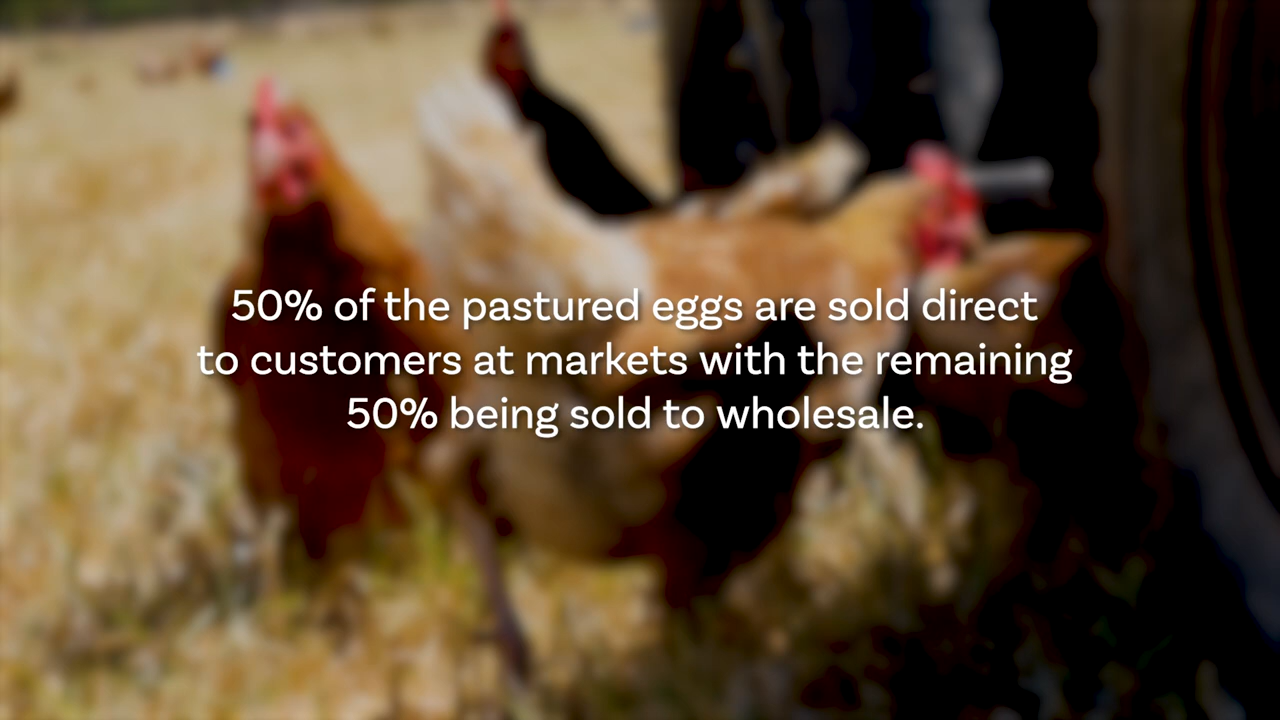 50% of the pastured eggs are sold direct
to customers at markets with the remaining
50% being sold to wholesale.